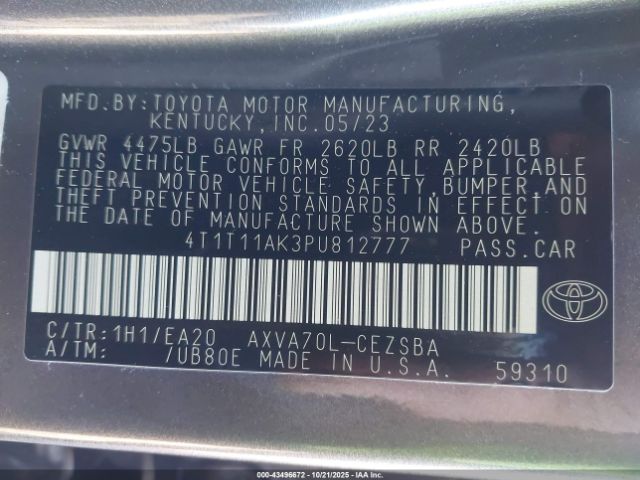 MFD.BY:TOYOTA MOTOR MANUFACTURING,
KENTUCKY,INC.05/23
GVWR 4475LB GAWR FR 2620LB RR 2420LB
THIS VEHICLE CONFORMS TO ALL APPLICABLE
FEDERAL MOTOR VEHICLE SAFETY,BUMPER,AND
THEFT PREVENTION STANDARDS IN EFFECT ON
THE DATE OF MANUFACTURE SHOWN ABOVE.
4T1T11AK3PU812777 PASS.CAR
C/TR:1H1/EA20 AXVA70L-CEZSBA
A/TM: /UB80E MADE IN U.S.A. 59310
000-43496672 - 10/21/2025 - IAAI.CA